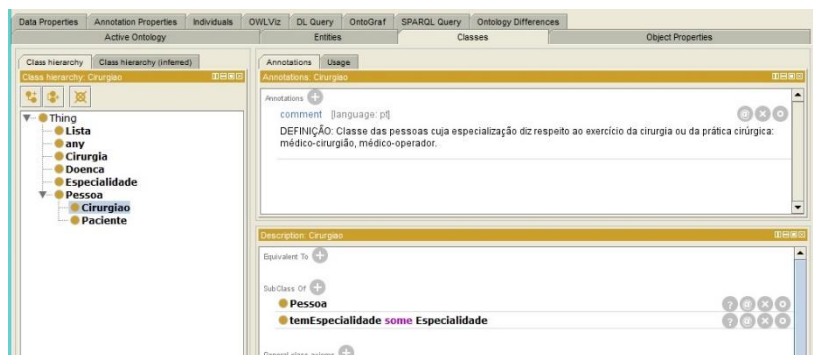 Data Properties Annotation Properties Individuals OWLViz DL Query OntoGraf SPARQL Query Ontology Differences
Active Ontology Entities Classes Object Properties
Class hierarchy Class hierarchy (inferred)
Class hierarchy: Cirurgiao
Thing
Lista
any
Cirurgia
Doenca
Especialidade
Pessoa
Cirurgiao
Paciente
Annotations Usage
Annotations: Cirurgiao
Annotations
comment [language: pt]
DEFINIÇÃO: Classe das pessoas cuja especialização diz respeito ao exercício da cirurgia ou da prática cirúrgica:
médico-cirurgião, médico-operador.
Description: Cirurgiao
Equivalent To
SubClass Of
Pessoa
temEspecialidade some Especialidade
General class axioms